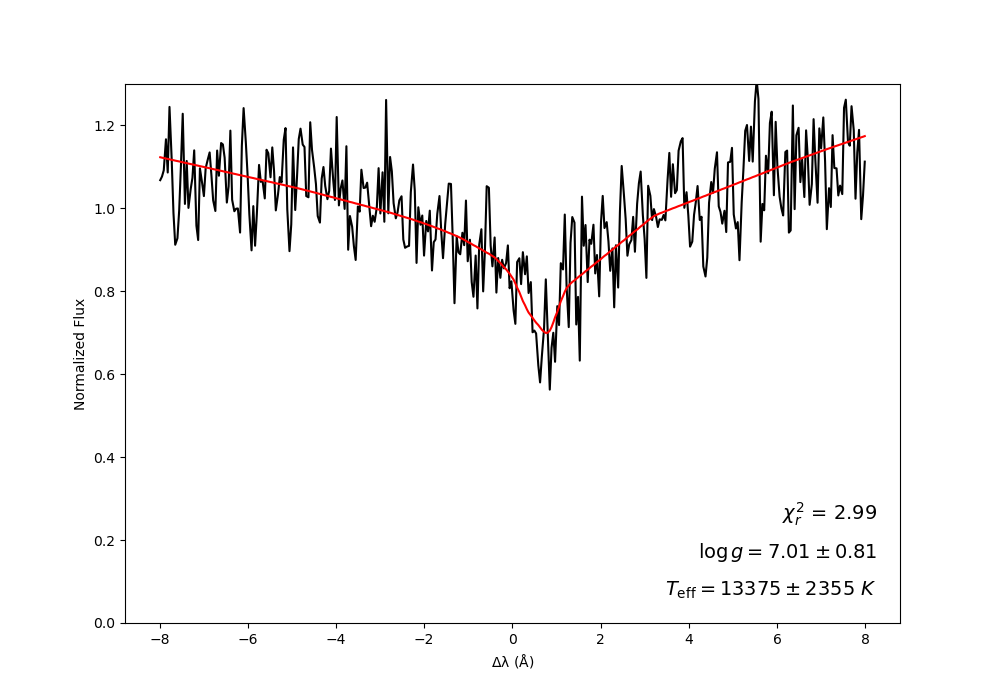 1.2
1.0
0.8
0.6
0.4
0.2
0.0
Normalized Flux
χ²ᵣ = 2.99
log g = 7.01 ± 0.81
T_eff = 13375 ± 2355 K
−8 −6 −4 −2 0 2 4 6 8
Δλ (Å)